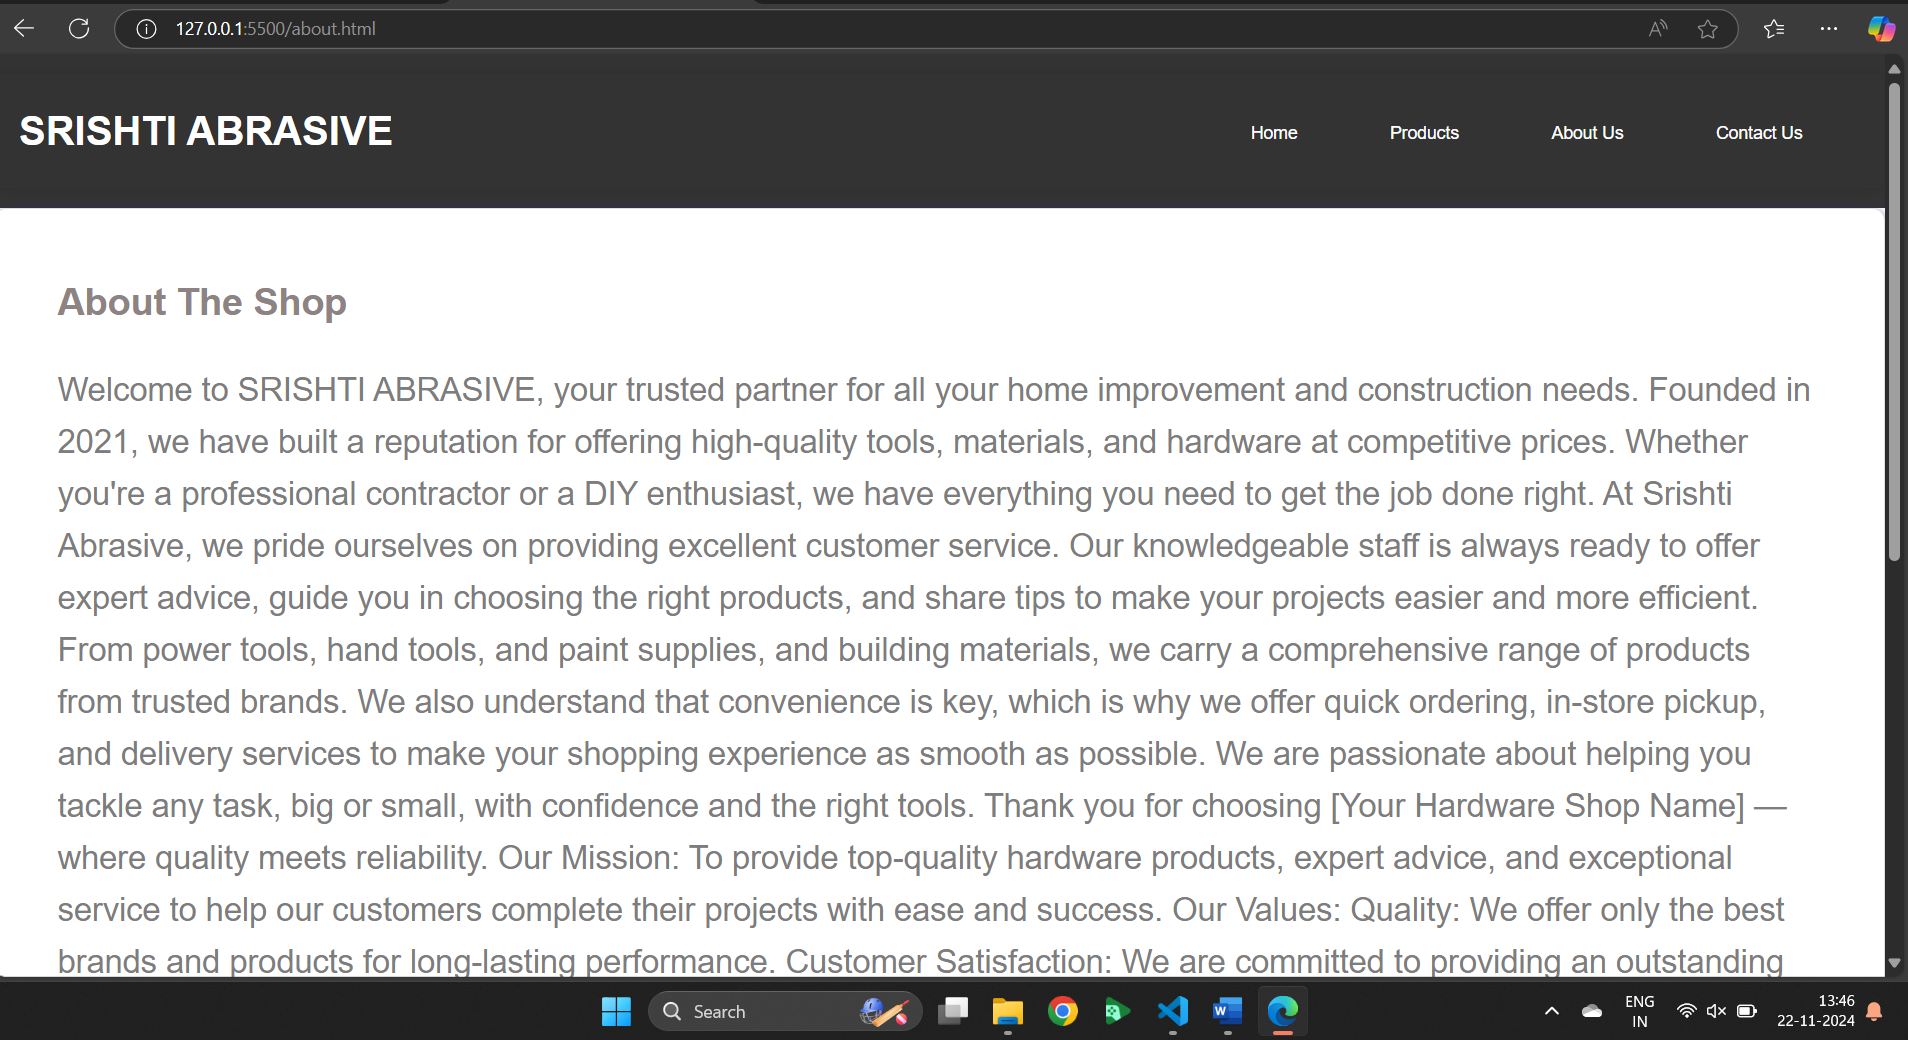 127.0.0.1:5500/about.html
SRISHTI ABRASIVE
Home
Products
About Us
Contact Us
About The Shop
Welcome to SRISHTI ABRASIVE, your trusted partner for all your home improvement and construction needs. Founded in
2021, we have built a reputation for offering high-quality tools, materials, and hardware at competitive prices. Whether
you're a professional contractor or a DIY enthusiast, we have everything you need to get the job done right. At Srishti
Abrasive, we pride ourselves on providing excellent customer service. Our knowledgeable staff is always ready to offer
expert advice, guide you in choosing the right products, and share tips to make your projects easier and more efficient.
From power tools, hand tools, and paint supplies, and building materials, we carry a comprehensive range of products
from trusted brands. We also understand that convenience is key, which is why we offer quick ordering, in-store pickup,
and delivery services to make your shopping experience as smooth as possible. We are passionate about helping you
tackle any task, big or small, with confidence and the right tools. Thank you for choosing [Your Hardware Shop Name] —
where quality meets reliability. Our Mission: To provide top-quality hardware products, expert advice, and exceptional
service to help our customers complete their projects with ease and success. Our Values: Quality: We offer only the best
brands and products for long-lasting performance. Customer Satisfaction: We are committed to providing an outstanding
Search
ENG
IN
13:46
22-11-2024